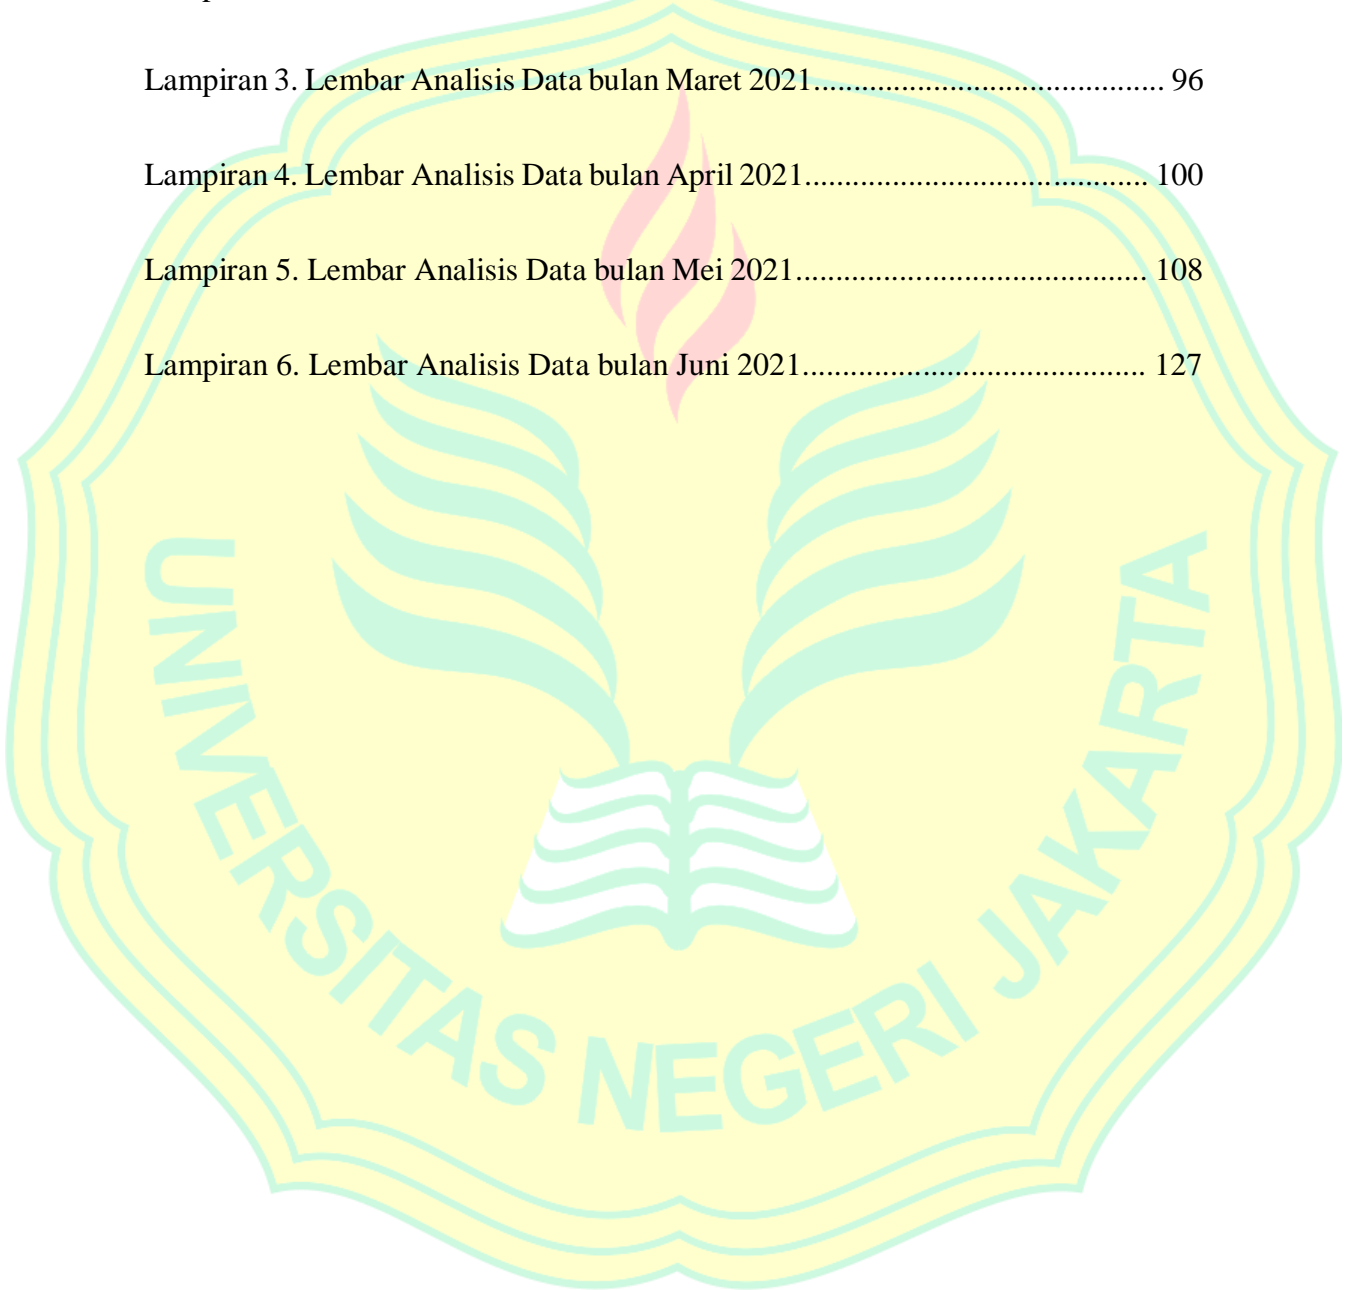 Lampiran 3. Lembar Analisis Data bulan Maret 2021............................................ 96
Lampiran 4. Lembar Analisis Data bulan April 2021........................................... 100
Lampiran 5. Lembar Analisis Data bulan Mei 2021............................................ 108
Lampiran 6. Lembar Analisis Data bulan Juni 2021........................................... 127
UNIVERSITAS NEGERI JAKARTA